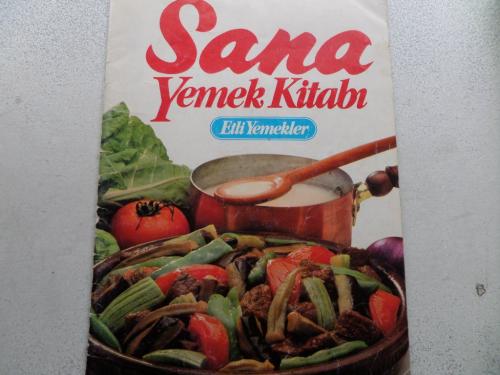 Sana
Yemek Kitabı
Etli Yemekler